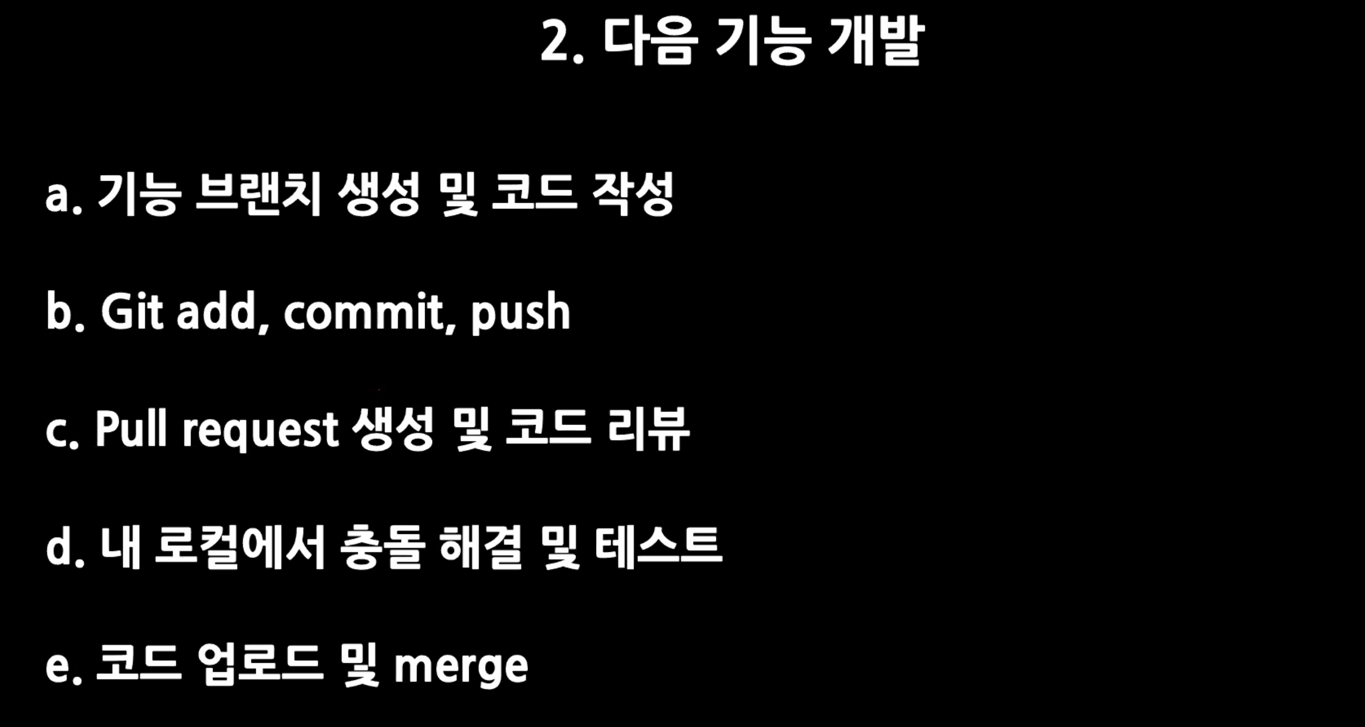 2. 다음 기능 개발
a. 기능 브랜치 생성 및 코드 작성
b. Git add, commit, push
c. Pull request 생성 및 코드 리뷰
d. 내 로컬에서 충돌 해결 및 테스트
e. 코드 업로드 및 merge